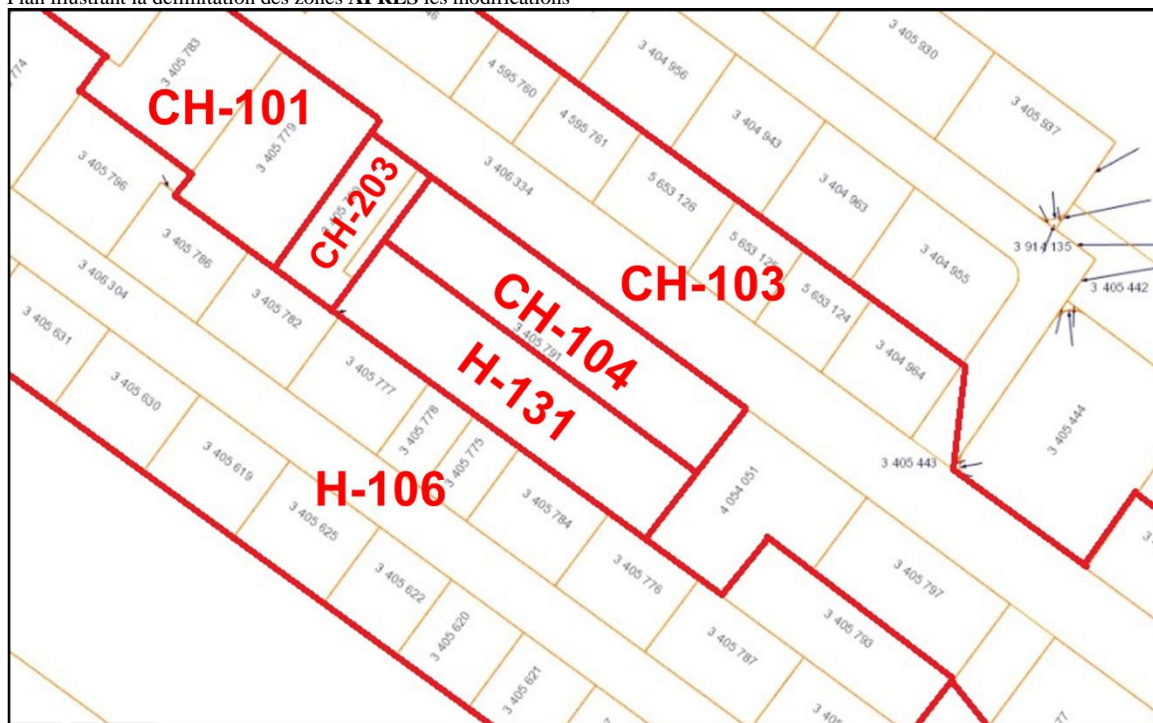 Plan illustrant la délimitation des zones APRÈS les modifications
3 405 783
3 405 930
4 595 760
3 404 956
CH-101
3 405 779
4 595 761
3 404 943
3 405 937
3 405 796
CH-203
3 406 334
5 653 126
3 404 963
3 405 786
3 914 135
3 404 955
3 406 304
CH-103
3 405 442
3 405 782
CH-104
5 653 124
3 405 631
3 405 791
3 404 964
H-131
3 405 777
3 405 630
3 405 778
3 405 444
3 405 775
3 405 443
3 405 619
H-106
4 054 051
3 405 784
3 405 625
3 405 776
3 405 622
3 405 797
3 405 620
3 405 793
3 405 787
3 405 621